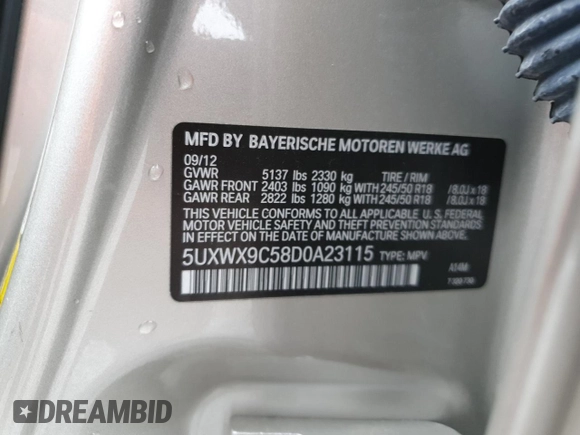 MFD BY BAYERISCHE MOTOREN WERKE AG
09/12
GVWR 5137 lbs 2330 kg TIRE / RIM
GAWR FRONT 2403 lbs 1090 kg WITH 245/50 R18 / 8.0J x 18
GAWR REAR 2822 lbs 1280 kg WITH 245/50 R18 / 8.0J x 18
THIS VEHICLE CONFORMS TO ALL APPLICABLE U. S. FEDERAL
MOTOR VEHICLE SAFETY AND THEFT PREVENTION STANDARDS
IN EFFECT ON THE DATE OF MANUFACTURE SHOWN ABOVE.
5UXWX9C58D0A23115 TYPE: MPV
DREAMBID